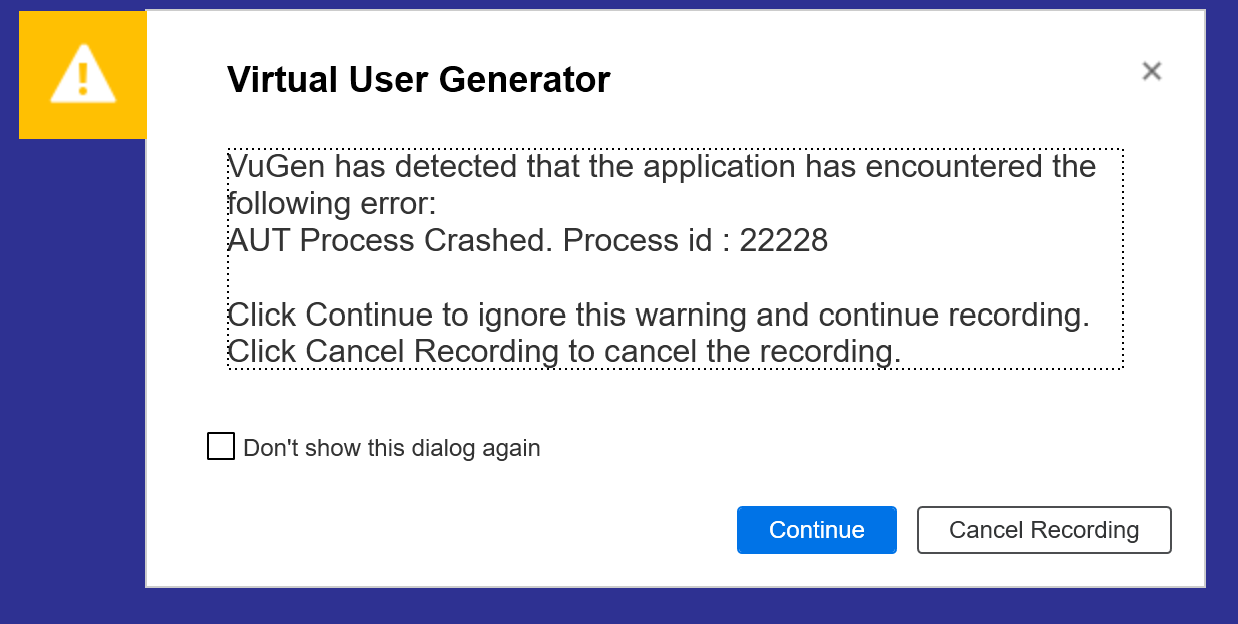 Virtual User Generator
VuGen has detected that the application has encountered the
following error:
AUT Process Crashed. Process id : 22228
Click Continue to ignore this warning and continue recording.
Click Cancel Recording to cancel the recording.
Don't show this dialog again
Continue
Cancel Recording